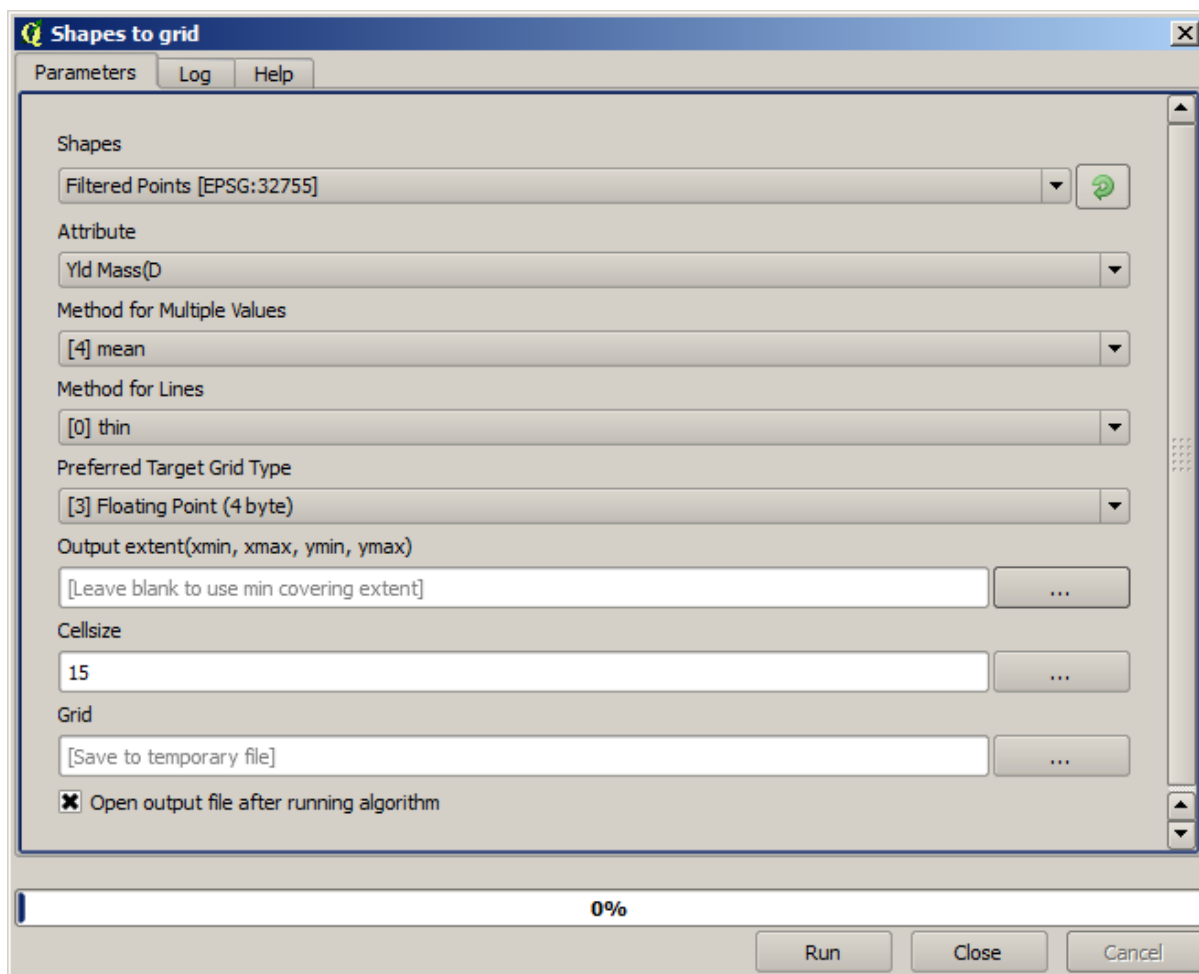 Shapes to grid
Parameters Log Help
Shapes
Filtered Points [EPSG:32755]
Attribute
Yld Mass(D
Method for Multiple Values
[4] mean
Method for Lines
[0] thin
Preferred Target Grid Type
[3] Floating Point (4 byte)
Output extent(xmin, xmax, ymin, ymax)
[Leave blank to use min covering extent]
...
Cellsize
15
...
Grid
[Save to temporary file]
...
Open output file after running algorithm
0%
Run Close Cancel